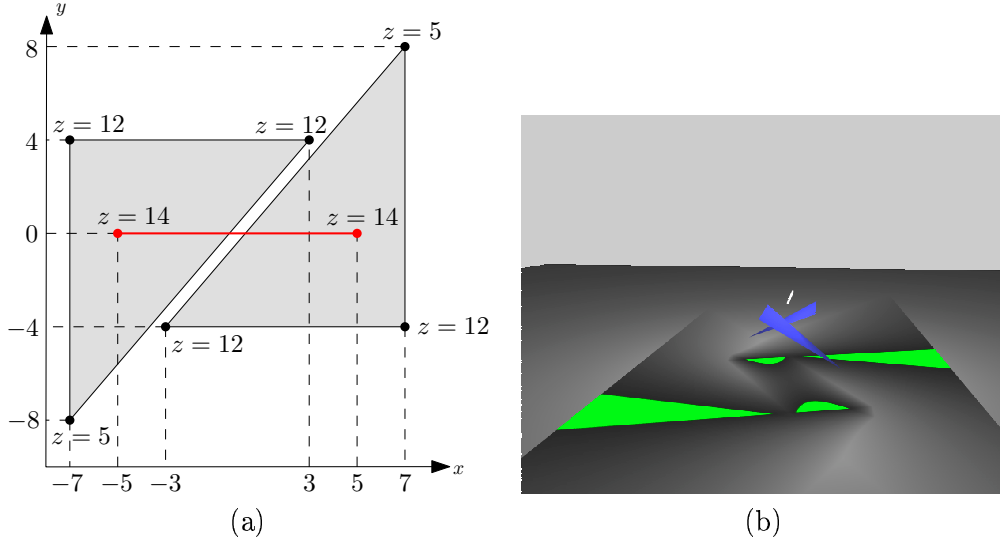 y
z = 5
8
z = 12
z = 12
4
z = 14
z = 14
0
−4
z = 12
z = 12
−8
z = 5
x
−7
−5
−3
3
5
7
(a)
(b)